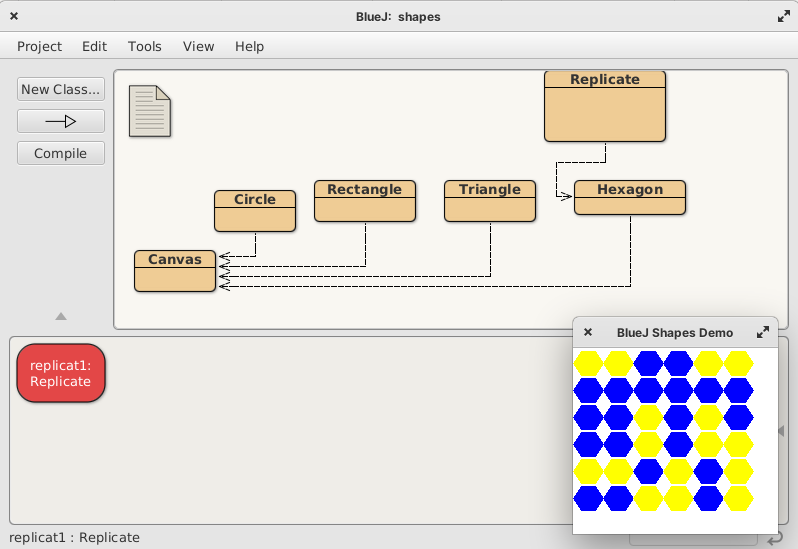 BlueJ: shapes
Project Edit Tools View Help
New Class...
Compile
Replicate
Circle
Rectangle
Triangle
Hexagon
Canvas
BlueJ Shapes Demo
replicat1:
Replicate
replicat1 : Replicate